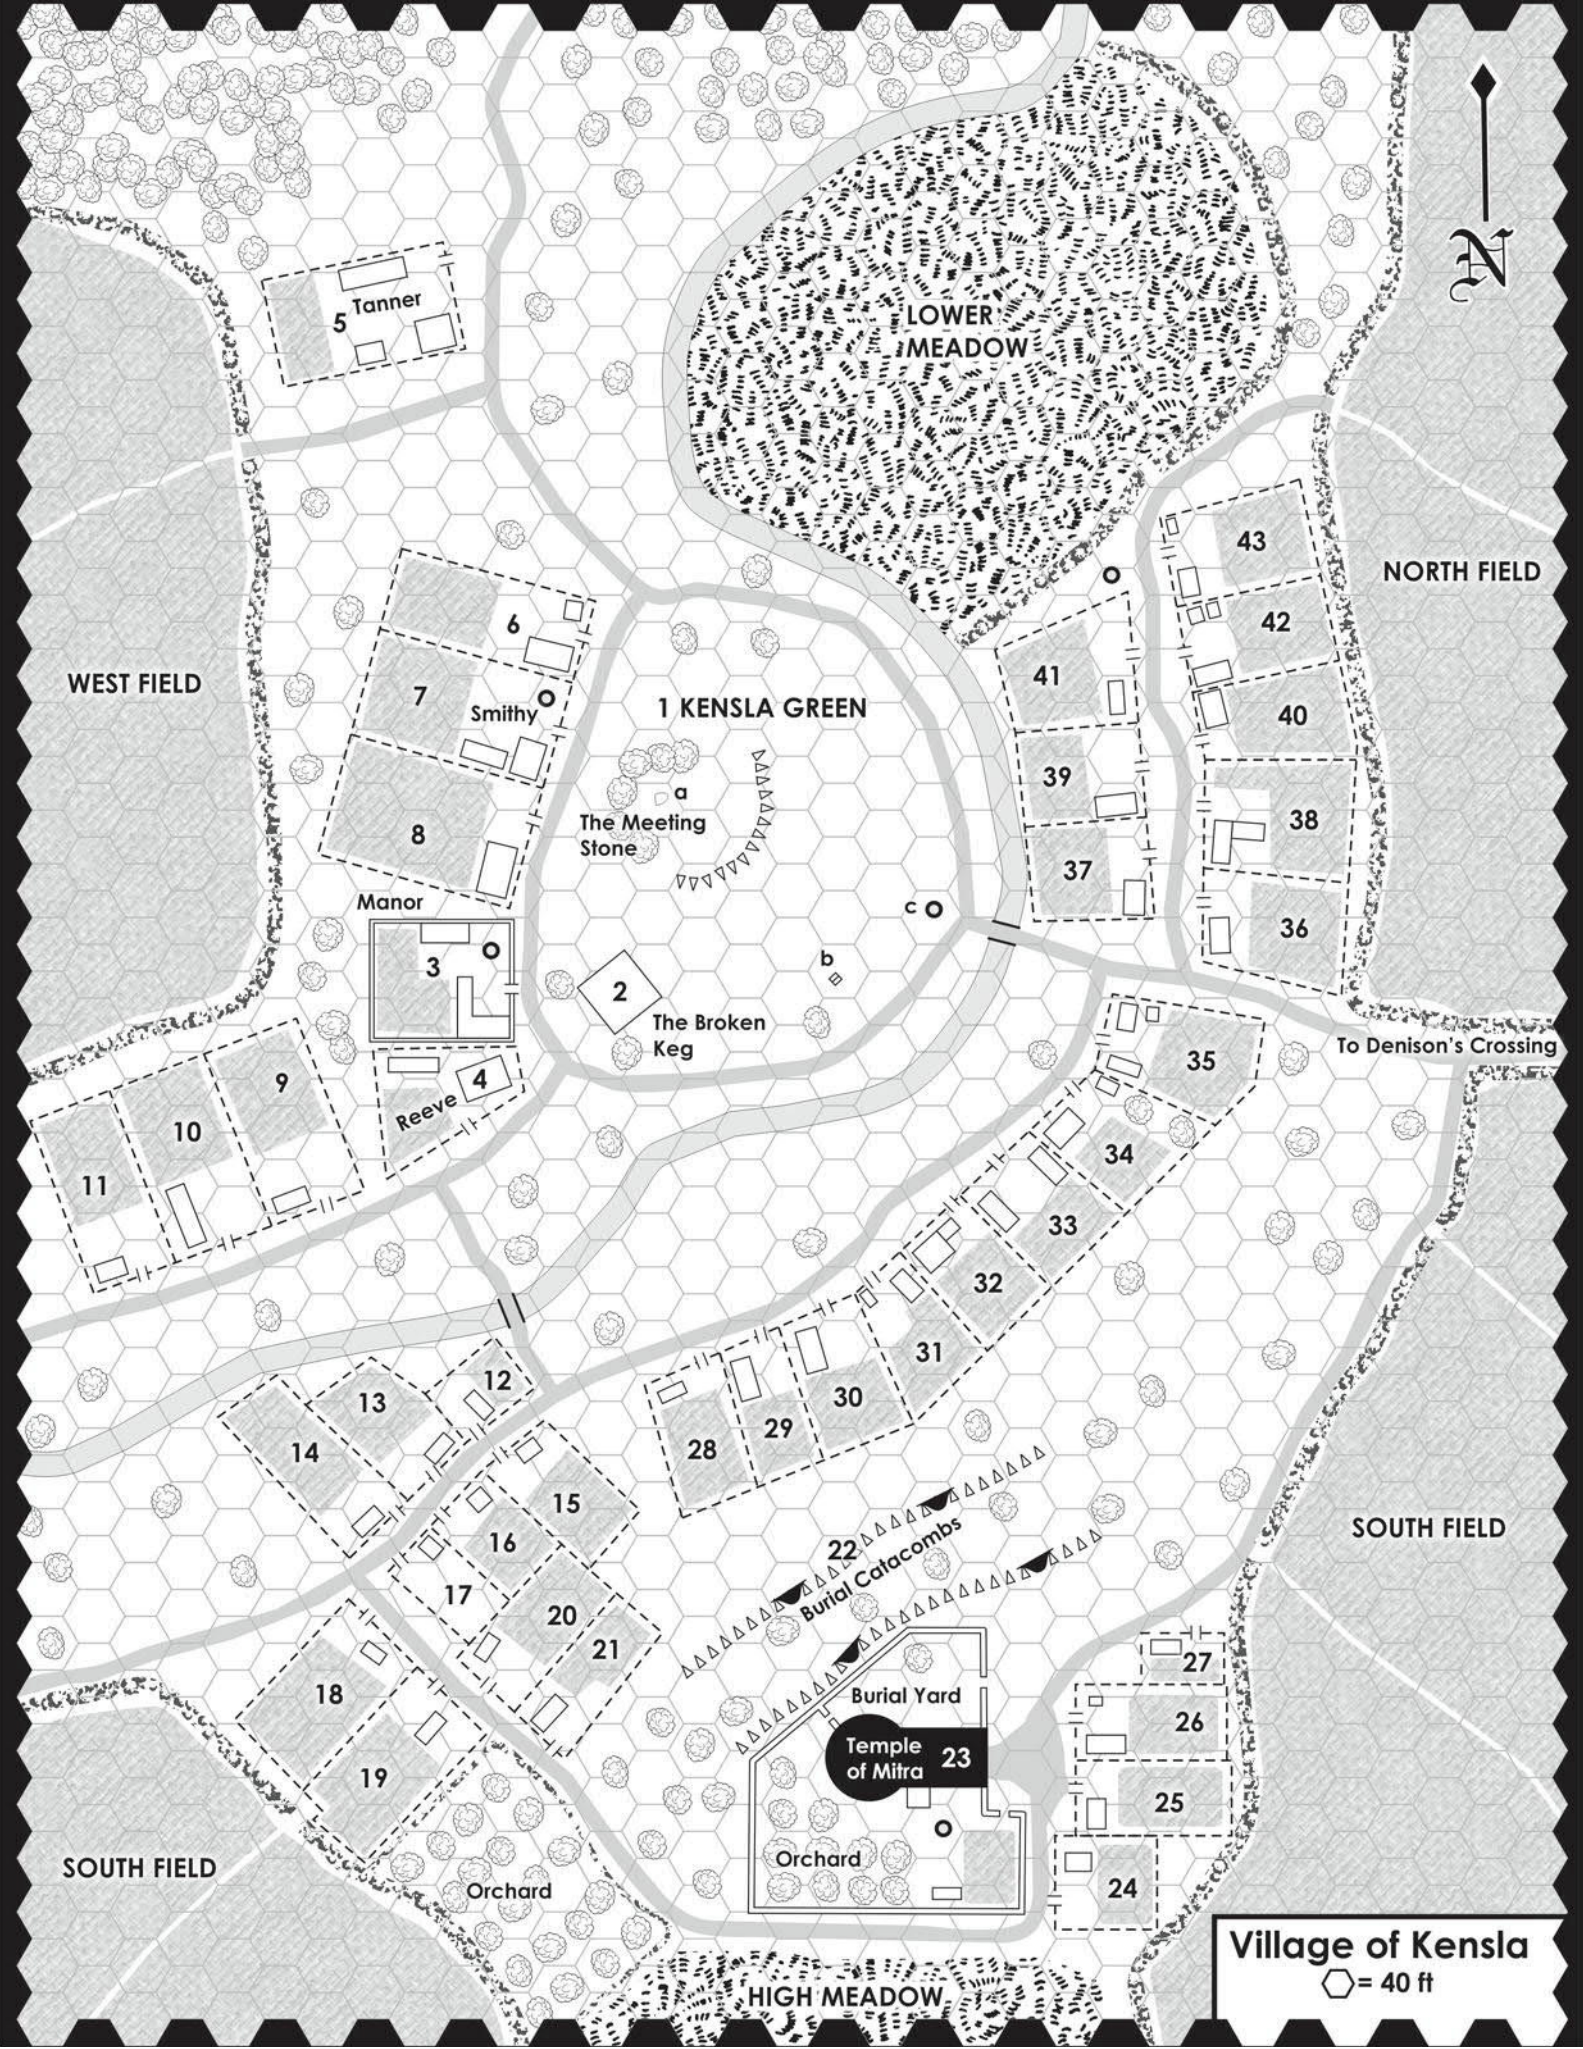 N
5 Tanner
LOWER
MEADOW
43
NORTH FIELD
42
6
41
WEST FIELD
7
Smithy
1 KENSLA GREEN
40
39
a
The Meeting
Stone
8
38
37
Manor
c
36
3
b
2
The Broken
Keg
To Denison's Crossing
35
9
4
Reeve
10
34
11
33
32
31
12
30
13
29
28
14
15
16
22
Burial Catacombs
SOUTH FIELD
17
20
21
27
18
Burial Yard
26
Temple
of Mitra
23
19
25
Orchard
SOUTH FIELD
24
Orchard
Village of Kensla
= 40 ft
HIGH MEADOW